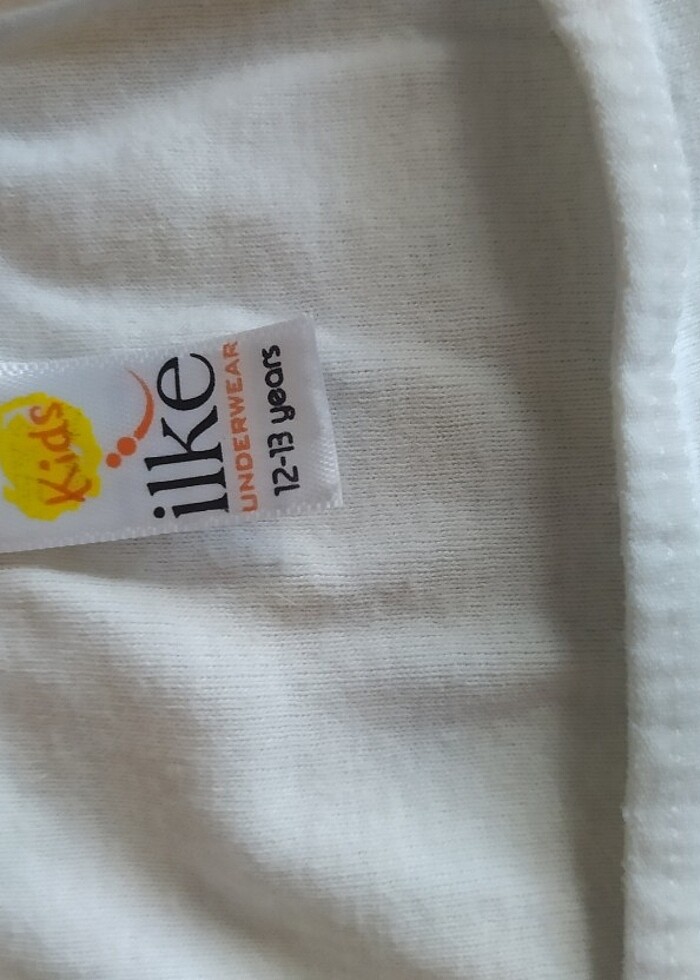 Kids
ilke
UNDERWEAR
12-13 years